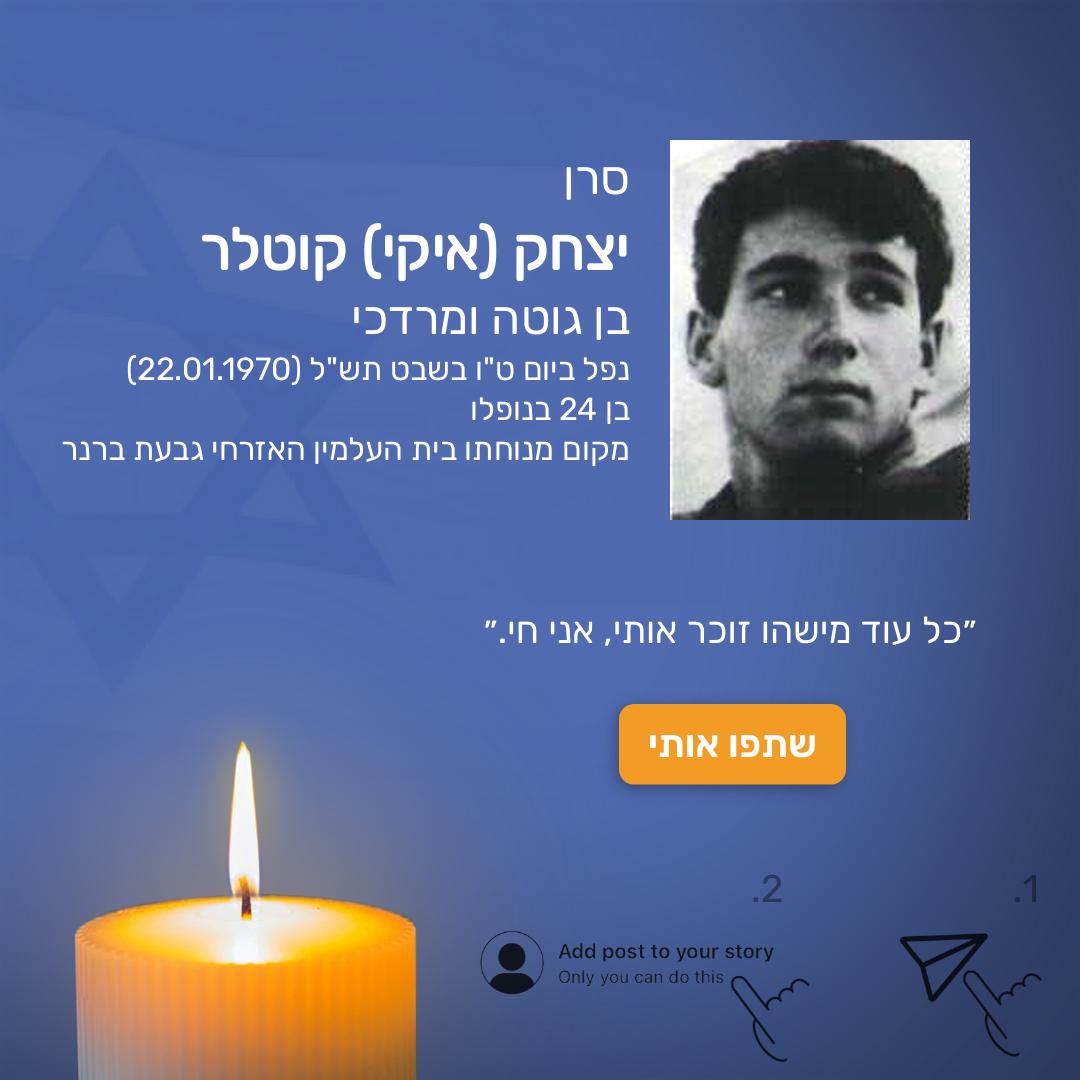 סרן
יצחק (איקי) קוטלר
בן גוטה ומרדכי
נפל ביום ט"ו בשבט תש"ל (22.01.1970)
בן 24 בנופלו
מקום מנוחתו בית העלמין האזרחי גבעת ברנר
״כל עוד מישהו זוכר אותי, אני חי.״
שתפו אותי
.1
.2
Add post to your story
Only you can do this